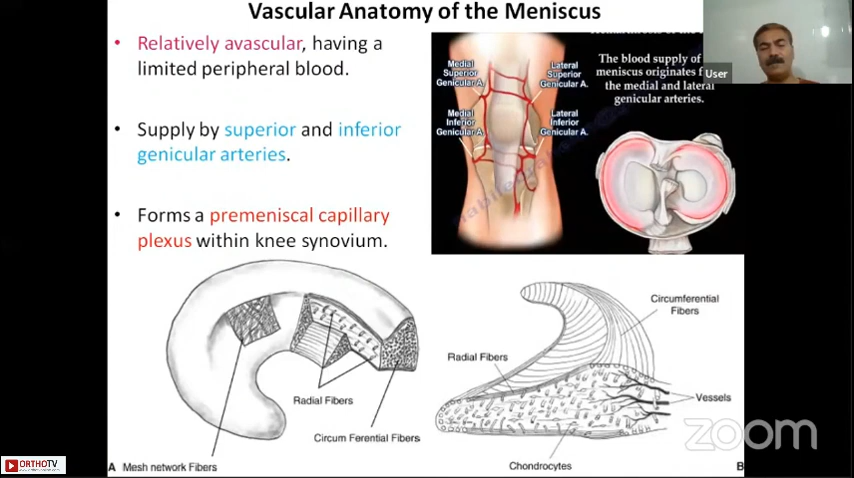 Vascular Anatomy of the Meniscus
• Relatively avascular, having a
limited peripheral blood.
• Supply by superior and inferior
genicular arteries.
• Forms a premeniscal capillary
plexus within knee synovium.
Medial
Superior
Genicular A.
Lateral
Superior
Genicular A.
Medial
Inferior
Genicular A.
Lateral
Inferior
Genicular A.
The blood supply of
meniscus originates f
the medial and lateral
genicular arteries.
User
Radial Fibers
Circum Ferential Fibers
A Mesh network Fibers
Circumferential
Fibers
Radial Fibers
Vessels
Chondrocytes
B
zoom
ORTHOTV